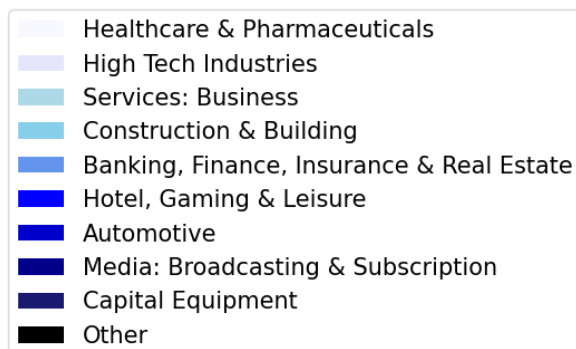 Healthcare & Pharmaceuticals
High Tech Industries
Services: Business
Construction & Building
Banking, Finance, Insurance & Real Estate
Hotel, Gaming & Leisure
Automotive
Media: Broadcasting & Subscription
Capital Equipment
Other